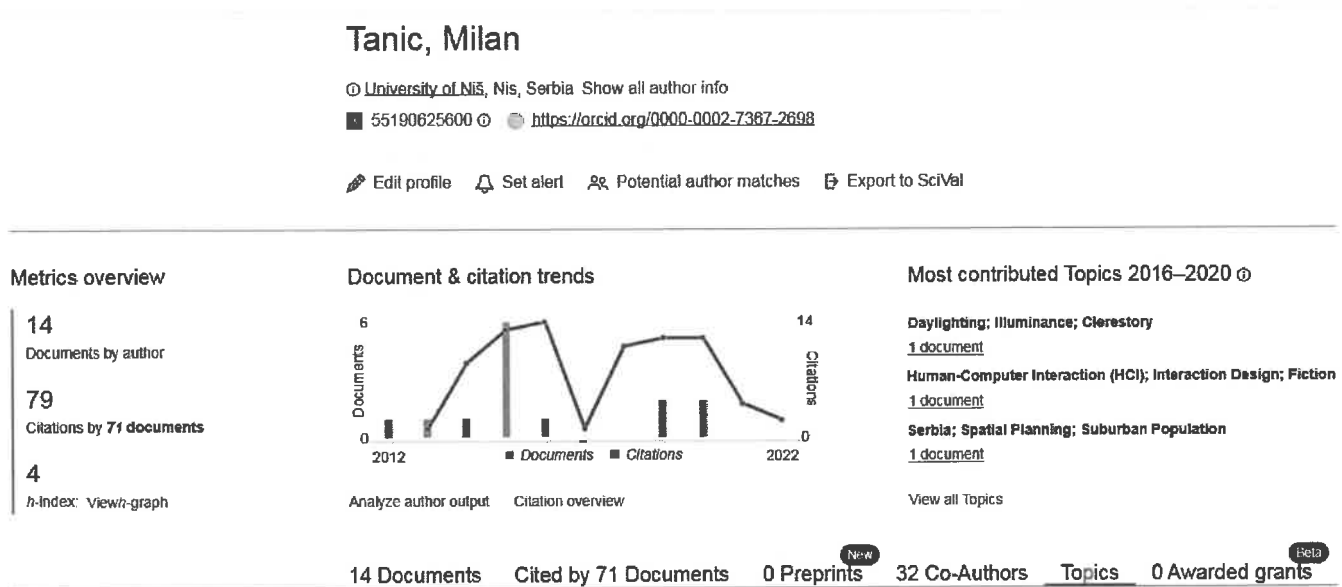 Tanic, Milan
University of Niš, Nis, Serbia Show all author info
55190625600 https://orcid.org/0000-0002-7367-2698
Edit profile Set alert Potential author matches Export to SciVal
Metrics overview
14
Documents by author
79
Citations by 71 documents
4
h-Index: Viewh-graph
Document & citation trends
6
14
Documents
Citations
0
0
2012
Documents Citations
2022
Analyze author output Citation overview
Most contributed Topics 2016–2020
Daylighting; Illuminance; Clerestory
1 document
Human-Computer Interaction (HCI); Interaction Design; Fiction
1 document
Serbia; Spatial Planning; Suburban Population
1 document
View all Topics
New
Beta
14 Documents Cited by 71 Documents 0 Preprints 32 Co-Authors Topics 0 Awarded grants